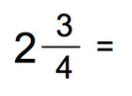 2 3/4 =